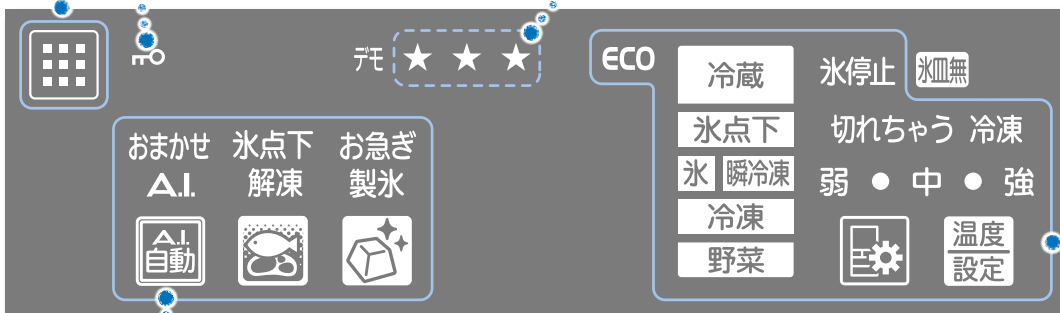 デモ ★ ★ ★
ECO
冷蔵
氷点下
氷 瞬冷凍
冷凍
野菜
氷停止 氷皿無
切れちゃう 冷凍
弱 ● 中 ● 強
温度
設定
おまかせ
A.I.
氷点下
解凍
お急ぎ
製氷
A.I.
自動